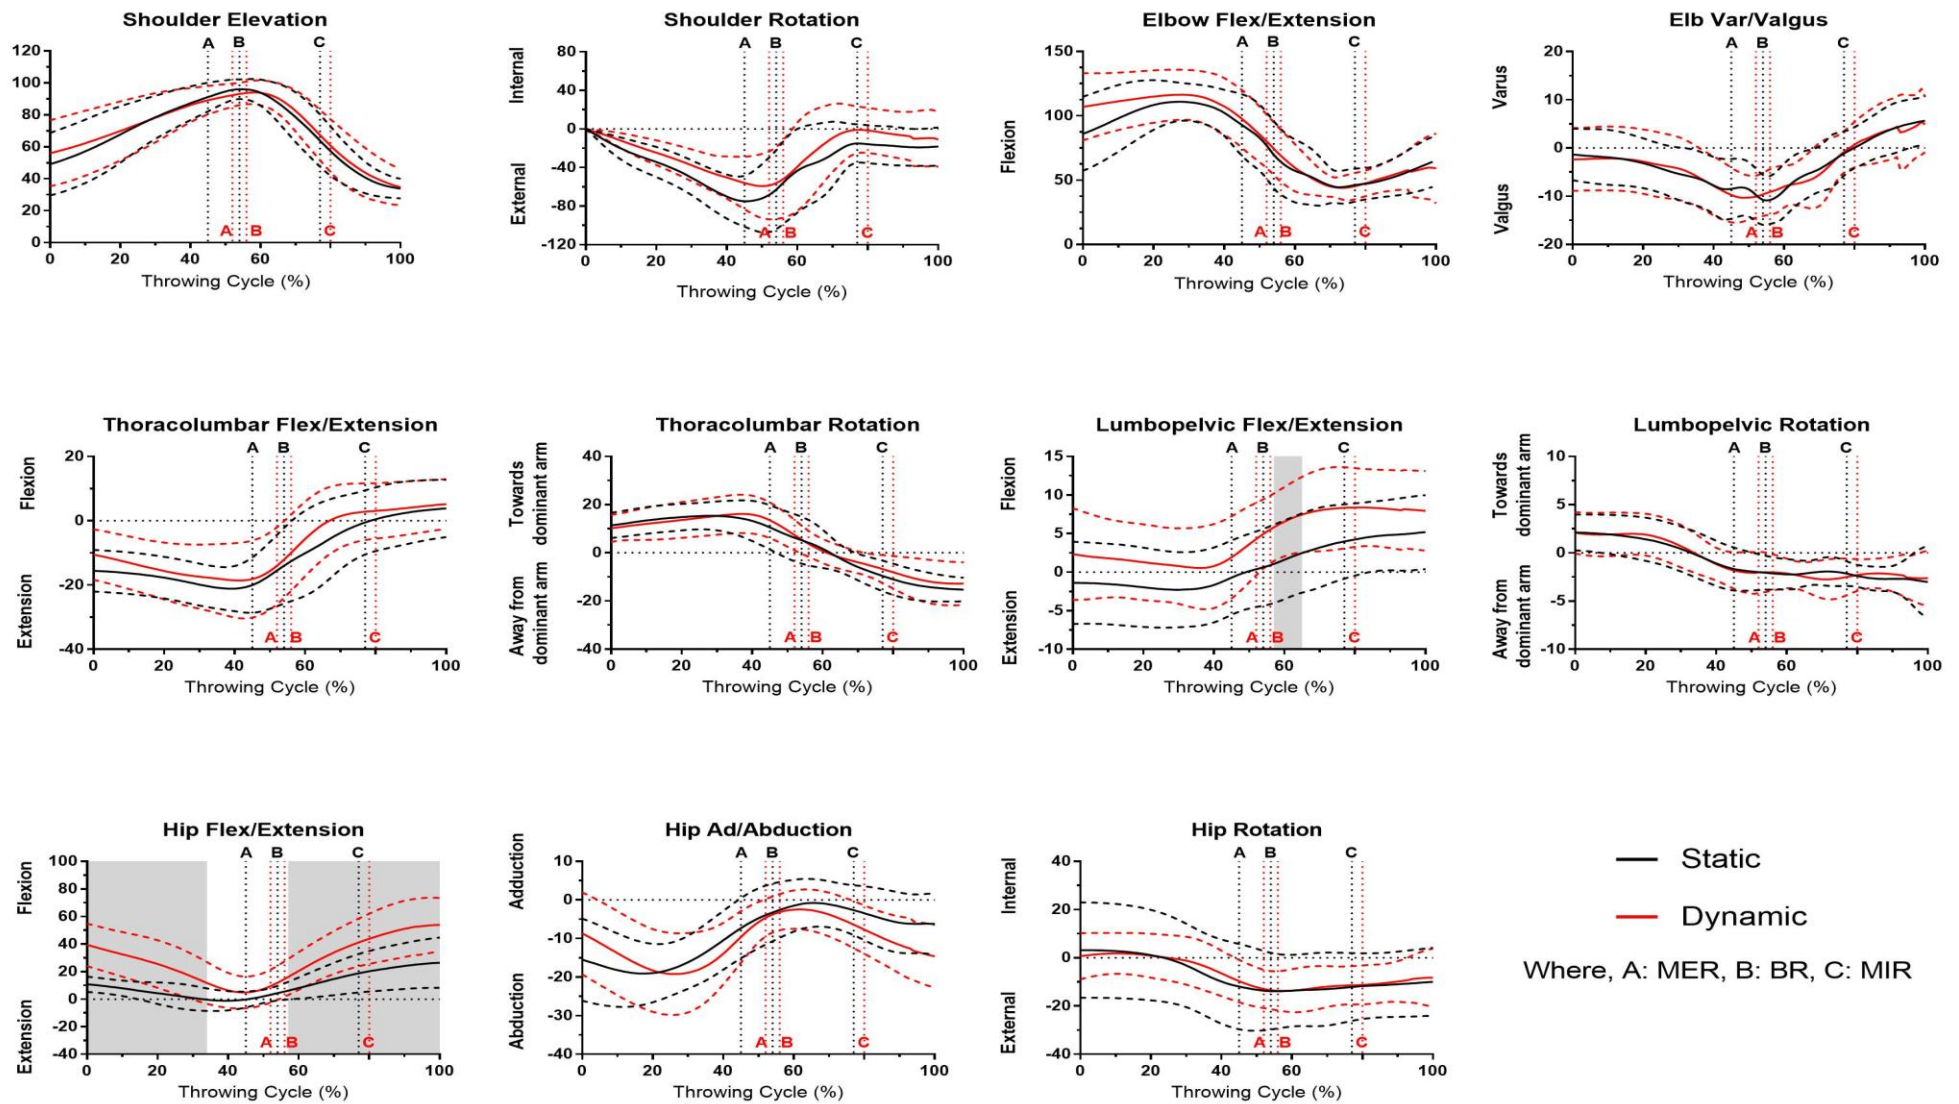 Shoulder Elevation
A B C
120
100
80
60
40
20
0
A B C
0 20 40 60 80 100
Throwing Cycle (%)
Shoulder Rotation
Internal
External
A B C
80
40
0
-40
-80
-120
A B C
0 20 40 60 80 100
Throwing Cycle (%)
Elbow Flex/Extension
Flexion
A B C
150
100
50
0
A B C
0 20 40 60 80 100
Throwing Cycle (%)
Elb Var/Valgus
Varus
Valgus
A B C
20
10
0
-10
-20
A B C
0 20 40 60 80 100
Throwing Cycle (%)
Thoracolumbar Flex/Extension
Flexion
Extension
A B C
20
0
-20
-40
A B C
0 20 40 60 80 100
Throwing Cycle (%)
Thoracolumbar Rotation
Towards
dominant arm
Away from
dominant arm
A B C
40
20
0
-20
-40
A B C
0 20 40 60 80 100
Throwing Cycle (%)
Lumbopelvic Flex/Extension
Flexion
Extension
A B C
15
10
5
0
-5
-10
A B C
0 20 40 60 80 100
Throwing Cycle (%)
Lumbopelvic Rotation
Towards
dominant arm
Away from
dominant arm
A B C
10
5
0
-5
-10
A B C
0 20 40 60 80 100
Throwing Cycle (%)
Hip Flex/Extension
Flexion
Extension
A B C
100
80
60
40
20
0
-20
-40
A B C
0 20 40 60 80 100
Throwing Cycle (%)
Hip Ad/Abduction
Adduction
Abduction
A B C
10
0
-10
-20
-30
-40
A B C
0 20 40 60 80 100
Throwing Cycle (%)
Hip Rotation
Internal
External
A B C
40
20
0
-20
-40
A B C
0 20 40 60 80 100
Throwing Cycle (%)
Static
Dynamic
Where, A: MER, B: BR, C: MIR